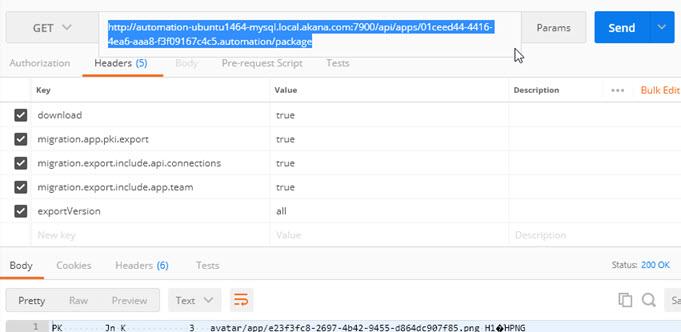 GET
http://automation-ubuntu1464-mysql.local.akana.com:7900/api/apps/01ceed44-4416-
4ea6-aaa8-f3f09167c4c5.automation/package
Params
Send
Authorization Headers (5) Body Pre-request Script Tests
Key Value Description ••• Bulk Edit
download true
migration.app.pki.export true
migration.export.include.api.connections true
migration.export.include.app.team true
exportVersion all
New key Value Description
Body Cookies Headers (6) Tests Status: 200 OK
Pretty Raw Preview Text Sa
1 PK Jn K 3 avatar/app/e23f3fc8-2697-4b42-9455-d864dc907f85.png H1�HPNG